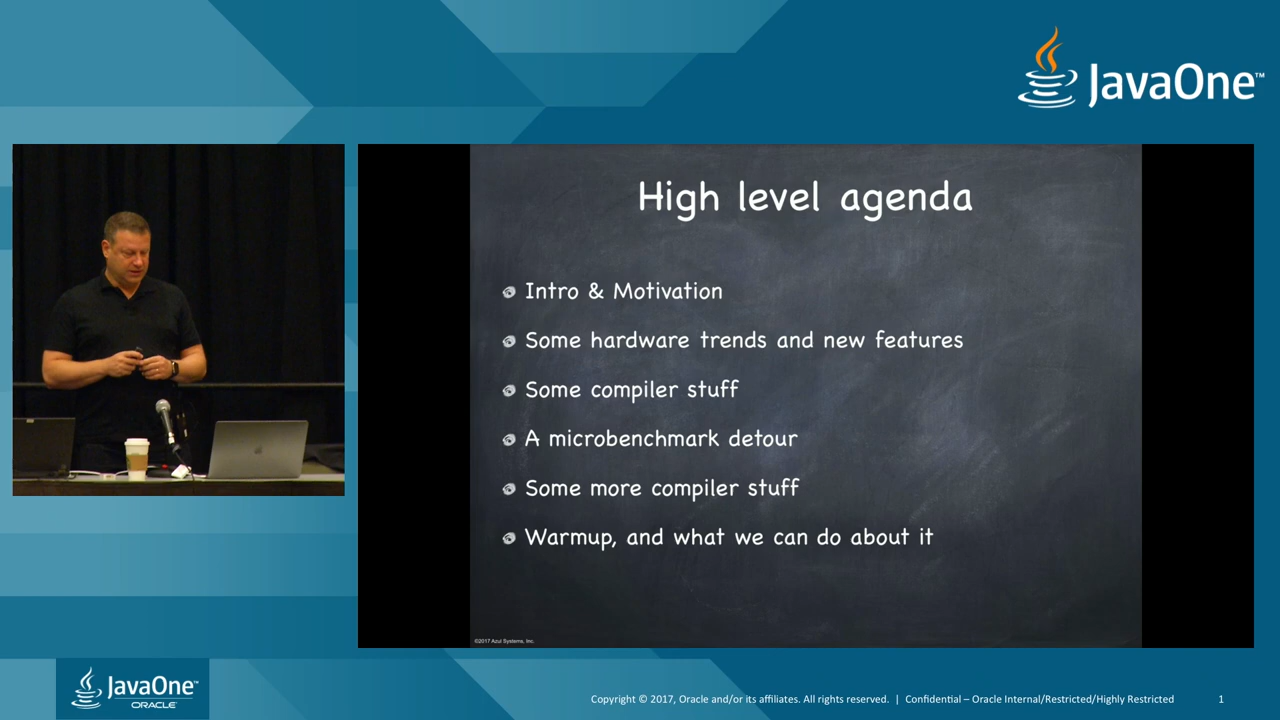 JavaOne™
High level agenda
Intro & Motivation
Some hardware trends and new features
Some compiler stuff
A microbenchmark detour
Some more compiler stuff
Warmup, and what we can do about it
©2017 Azul Systems, Inc.
JavaOne™
ORACLE
Copyright © 2017, Oracle and/or its affiliates. All rights reserved. | Confidential – Oracle Internal/Restricted/Highly Restricted 1